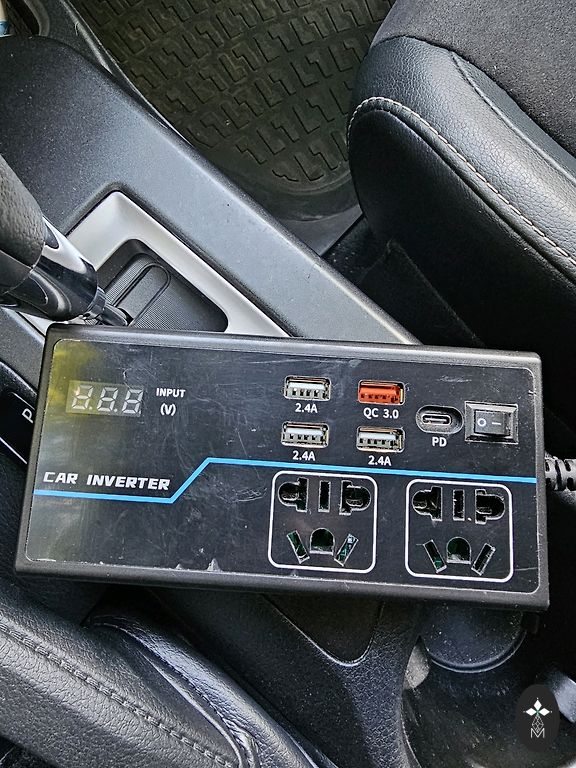 INPUT
(V)
2.4A
QC 3.0
PD
2.4A
2.4A
CAR INVERTER
O –
P
M